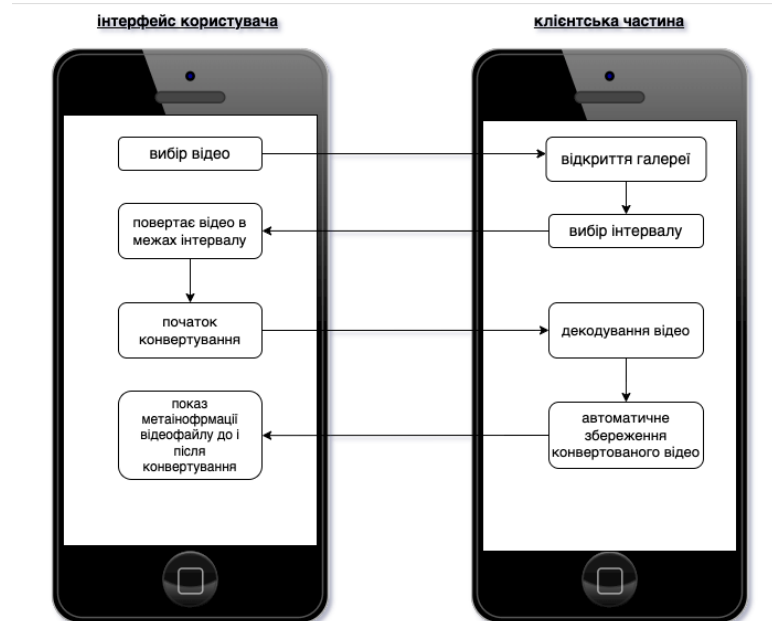 інтерфейс користувача
клієнтська частина
вибір відео
відкриття галереї
повертає відео в
межах інтервалу
вибір інтервалу
початок
конвертування
декодування відео
показ
метаінофрмації
відеофайлу до і
після
конвертування
автоматичне
збереження
конвертованого відео